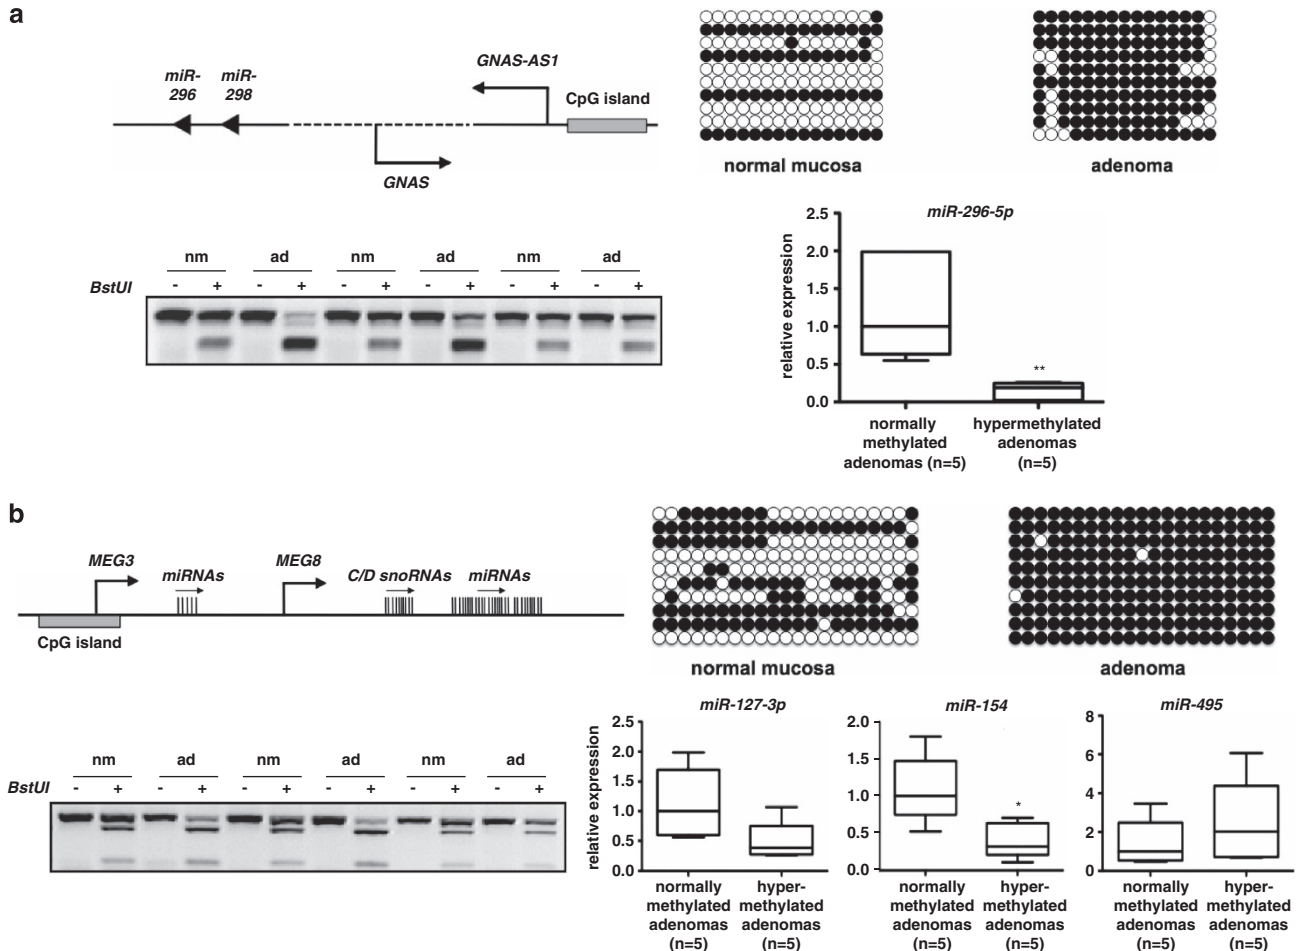 a
miR-
296
miR-
298
GNAS-AS1
CpG island
GNAS
normal mucosa
adenoma
nm ad nm ad nm ad
BstUI - + - + - + - + - + - +
miR-296-5p
relative expression
2.5
2.0
1.5
1.0
0.5
0.0
**
normally
methylated
adenomas (n=5)
hypermethylated
adenomas
(n=5)
b
MEG3
miRNAs
MEG8
C/D snoRNAs
miRNAs
CpG island
normal mucosa
adenoma
nm ad nm ad nm ad
BstUI - + - + - + - + - + - +
miR-127-3p
relative expression
2.5
2.0
1.5
1.0
0.5
0.0
normally
methylated
adenomas
(n=5)
hyper-
methylated
adenomas
(n=5)
miR-154
2.0
1.5
1.0
0.5
0.0
*
normally
methylated
adenomas
(n=5)
hyper-
methylated
adenomas
(n=5)
miR-495
8
6
4
2
0
normally
methylated
adenomas
(n=5)
hyper-
methylated
adenomas
(n=5)